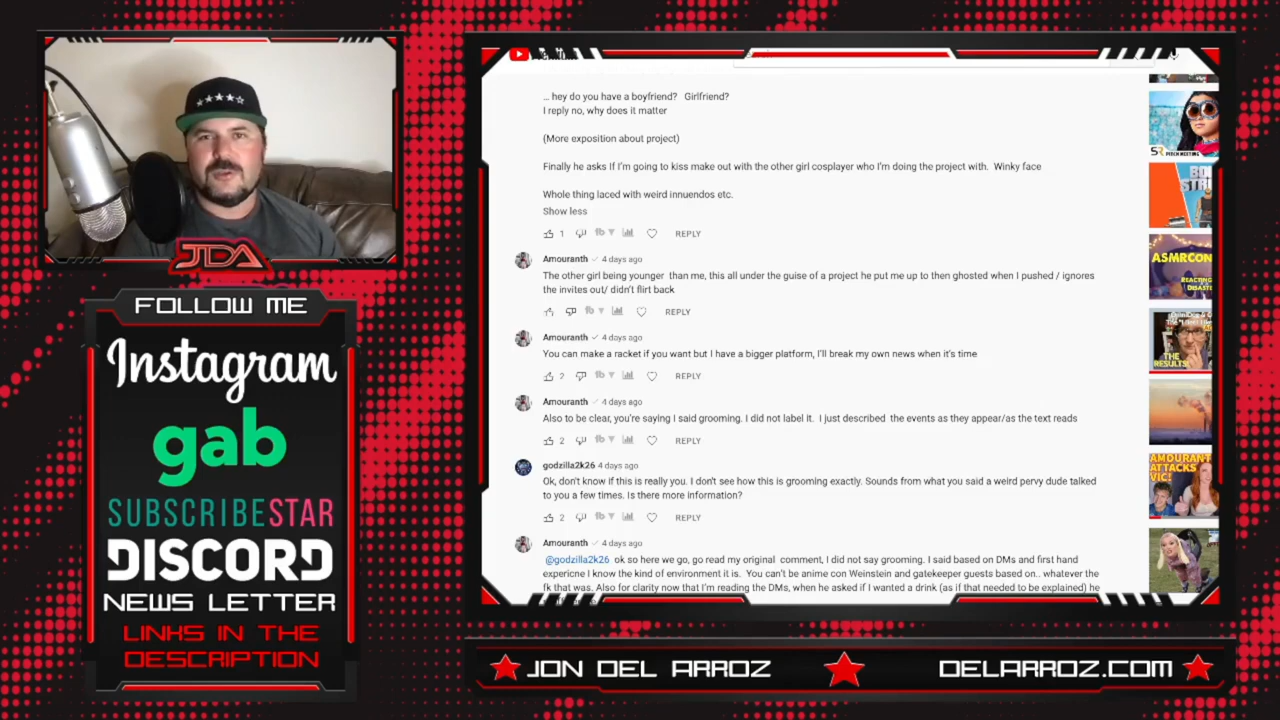 JDA
FOLLOW ME
Instagram
gab
SUBSCRIBESTAR
DISCORD
NEWS LETTER
LINKS IN THE
DESCRIPTION
… hey do you have a boyfriend? Girlfriend?
I reply no, why does it matter
(More exposition about project)
Finally he asks If I'm going to kiss make out with the other girl cosplayer who I'm doing the project with. Winky face
Whole thing laced with weird innuendos etc.
Show less
1 REPLY
Amouranth 4 days ago
The other girl being younger than me, this all under the guise of a project he put me up to then ghosted when I pushed / ignores
the invites out/ didn't flirt back
REPLY
Amouranth 4 days ago
You can make a racket if you want but I have a bigger platform, I'll break my own news when it's time
2 REPLY
Amouranth 4 days ago
Also to be clear, you're saying I said grooming. I did not label it. I just described the events as they appear/as the text reads
2 REPLY
godzilla2k26 4 days ago
Ok, don't know if this is really you. I don't see how this is grooming exactly. Sounds from what you said a weird pervy dude talked
to you a few times. Is there more information?
2 REPLY
Amouranth 4 days ago
@godzilla2k26 ok so here we go, go read my original comment, I did not say grooming. I said based on DMs and first hand
expericne I know the kind of environment it is. You can't be anime con Weinstein and gatekeeper guests based on.. whatever the
fk that was. Also for clarity now that I'm reading the DMs, when he asked if I wanted a drink (as if that needed to be explained) he
PITCH MEETING
ASMRCON
REACTING
THE
RESULTS!
AMOURANT
ATTACKS
VIC!
JON DEL ARROZ
DELARROZ.COM